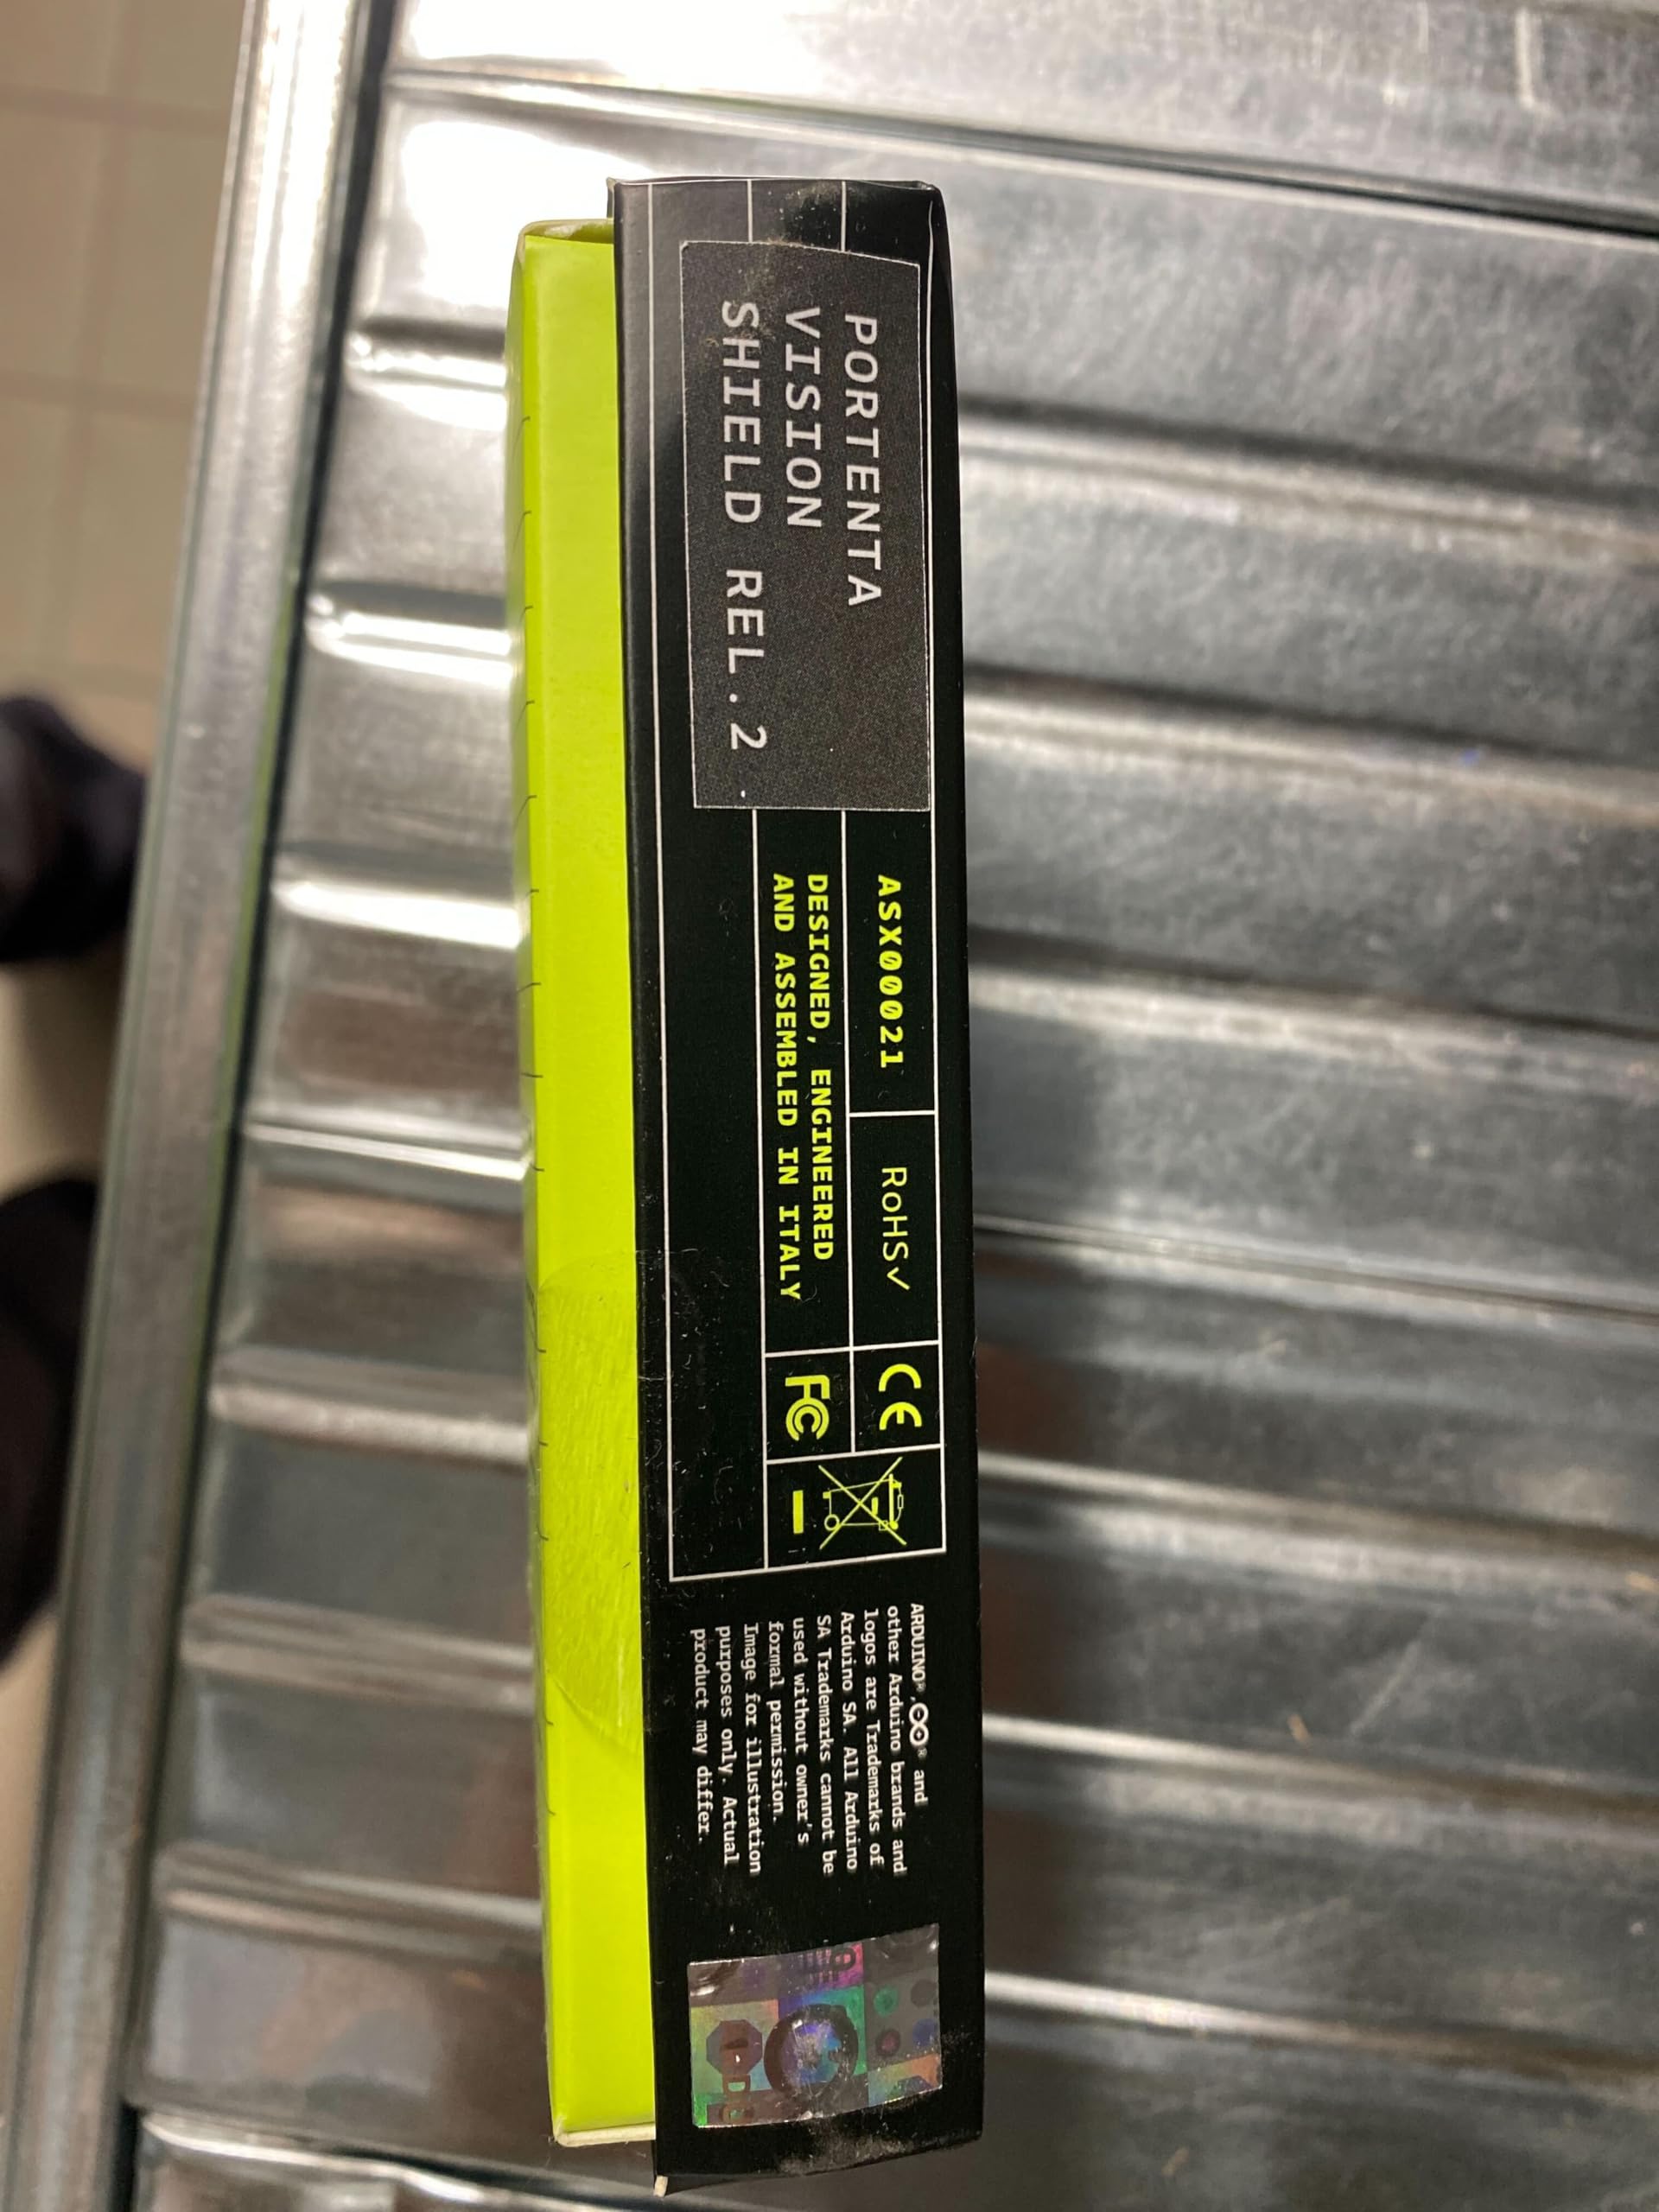 PORTENTA
VISION
SHIELD REL.2
ASX00021
RoHS✓
CE
DESIGNED, ENGINEERED
AND ASSEMBLED IN ITALY
FC
ARDUINO®, ® and
other Arduino brands and
logos are Trademarks of
Arduino SA. All Arduino
SA Trademarks cannot be
used without owner's
formal permission.
Image for illustration
purposes only. Actual
product may differ.